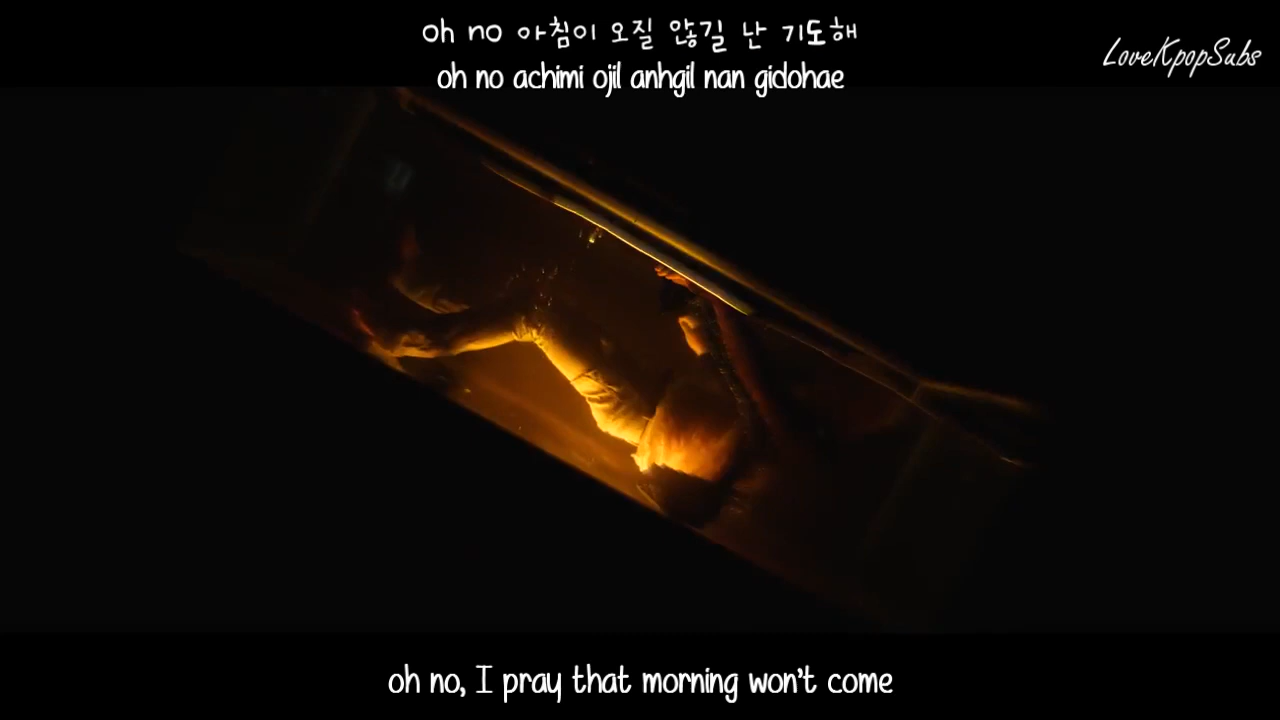 oh no 아침이 오질 않길 난 기도해
oh no achimi ojil anhgil nan gidohae
LoveKpopSubs
oh no, I pray that morning won't come